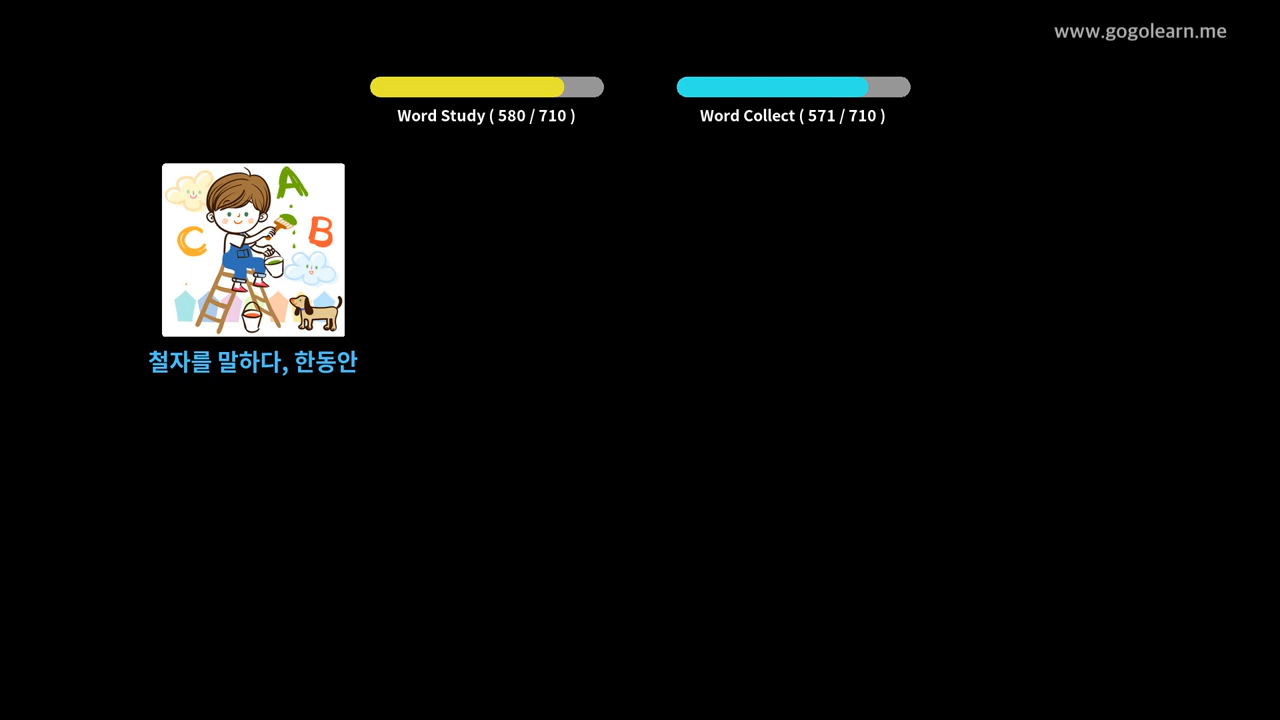 www.gogolearn.me
Word Study ( 580 / 710 )
Word Collect ( 571 / 710 )
A
B
C
철자를 말하다, 한동안